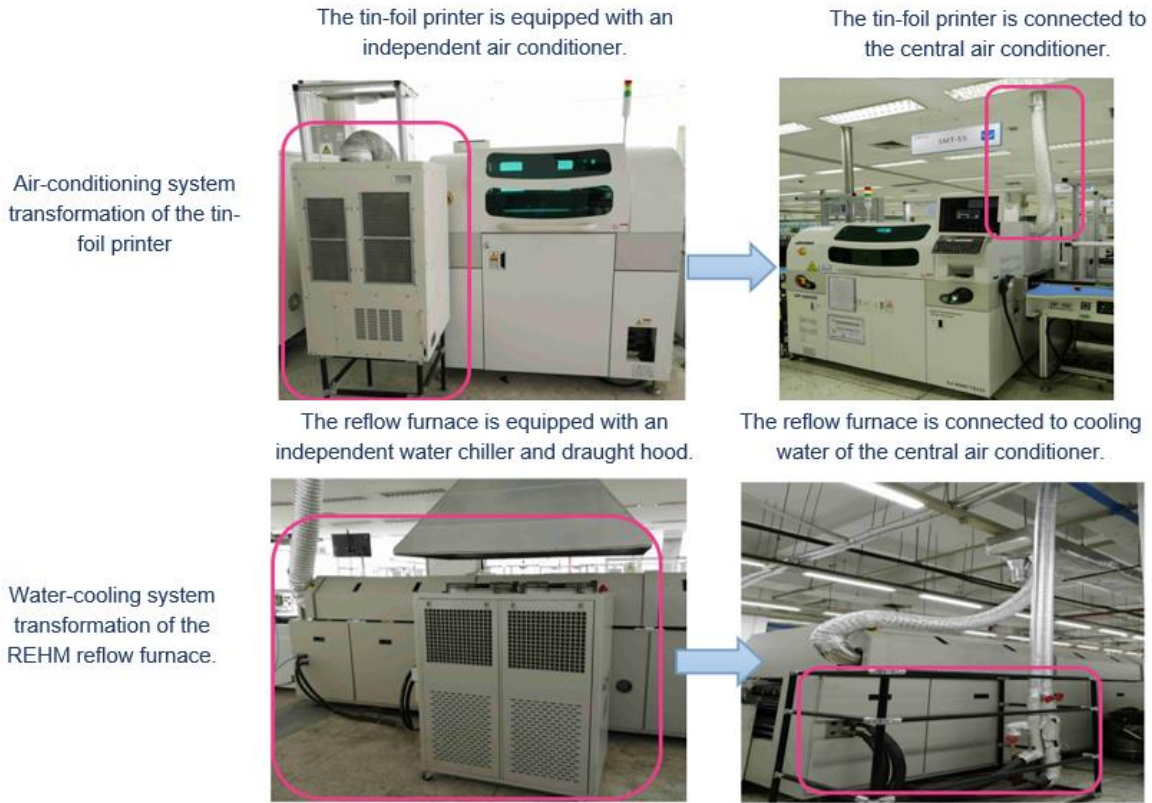 The tin-foil printer is equipped with an
independent air conditioner.
The tin-foil printer is connected to
the central air conditioner.
Air-conditioning system
transformation of the tin-
foil printer
SMT-S5
The reflow furnace is equipped with an
independent water chiller and draught hood.
The reflow furnace is connected to cooling
water of the central air conditioner.
Water-cooling system
transformation of the
REHM reflow furnace.